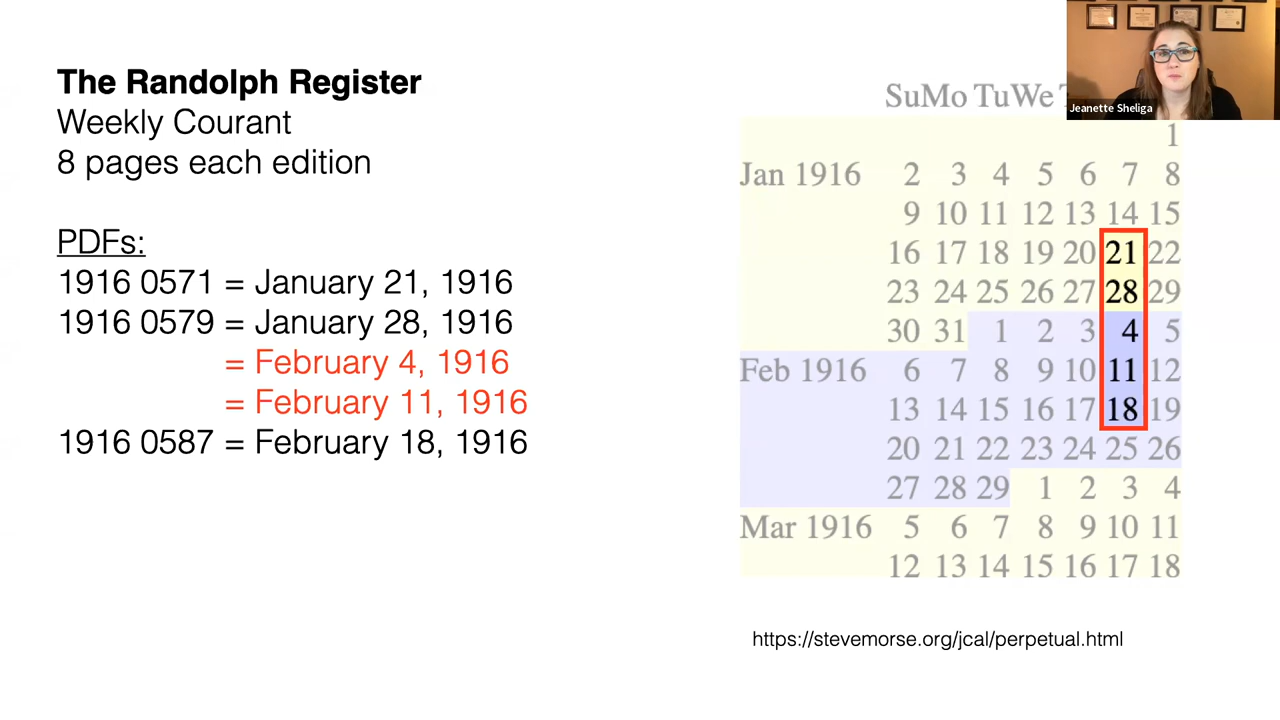 The Randolph Register
Weekly Courant
8 pages each edition
PDFs:
1916 0571 = January 21, 1916
1916 0579 = January 28, 1916
= February 4, 1916
= February 11, 1916
1916 0587 = February 18, 1916
SuMo TuWe
1
Jan 1916 2 3 4 5 6 7 8
9 10 11 12 13 14 15
16 17 18 19 20 21 22
23 24 25 26 27 28 29
30 31 1 2 3 4 5
Feb 1916 6 7 8 9 10 11 12
13 14 15 16 17 18 19
20 21 22 23 24 25 26
27 28 29 1 2 3 4
Mar 1916 5 6 7 8 9 10 11
12 13 14 15 16 17 18
https://stevemorse.org/jcal/perpetual.html
Jeanette Sheliga